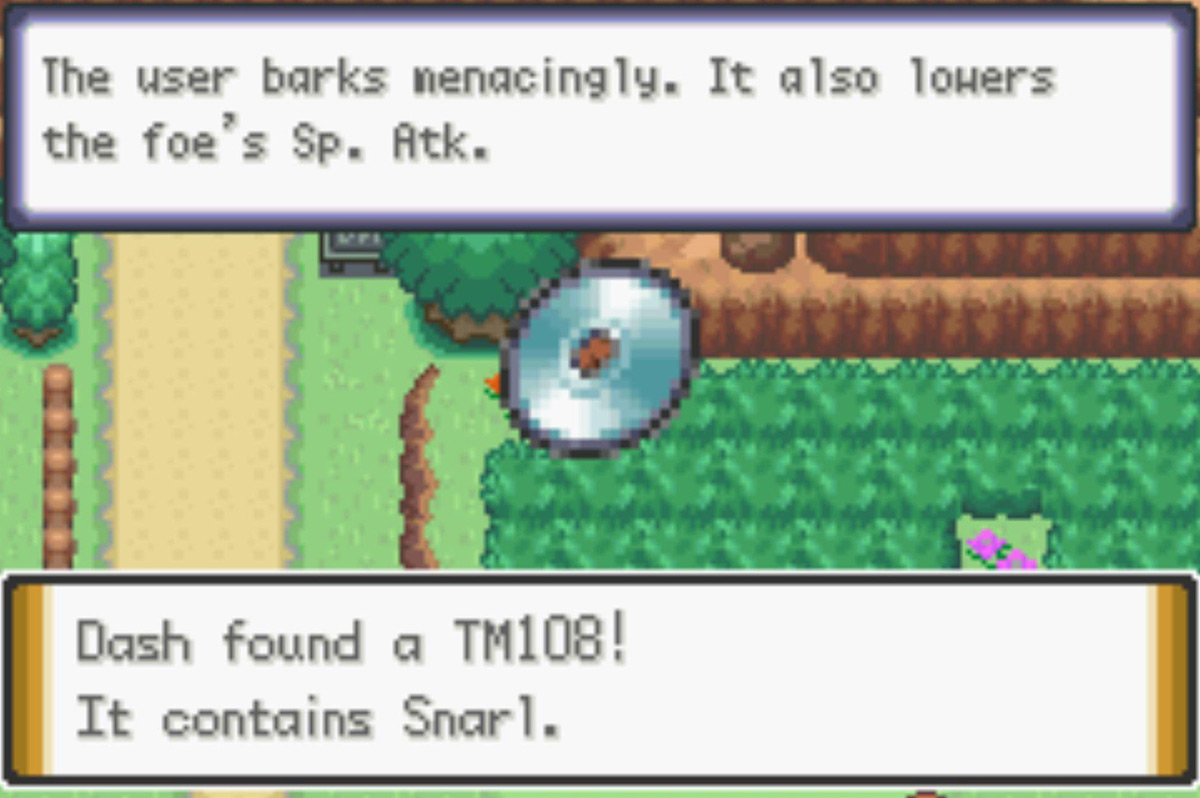 The user barks menacingly. It also lowers
the foe's Sp. Atk.
Dash found a TM108!
It contains Snarl.